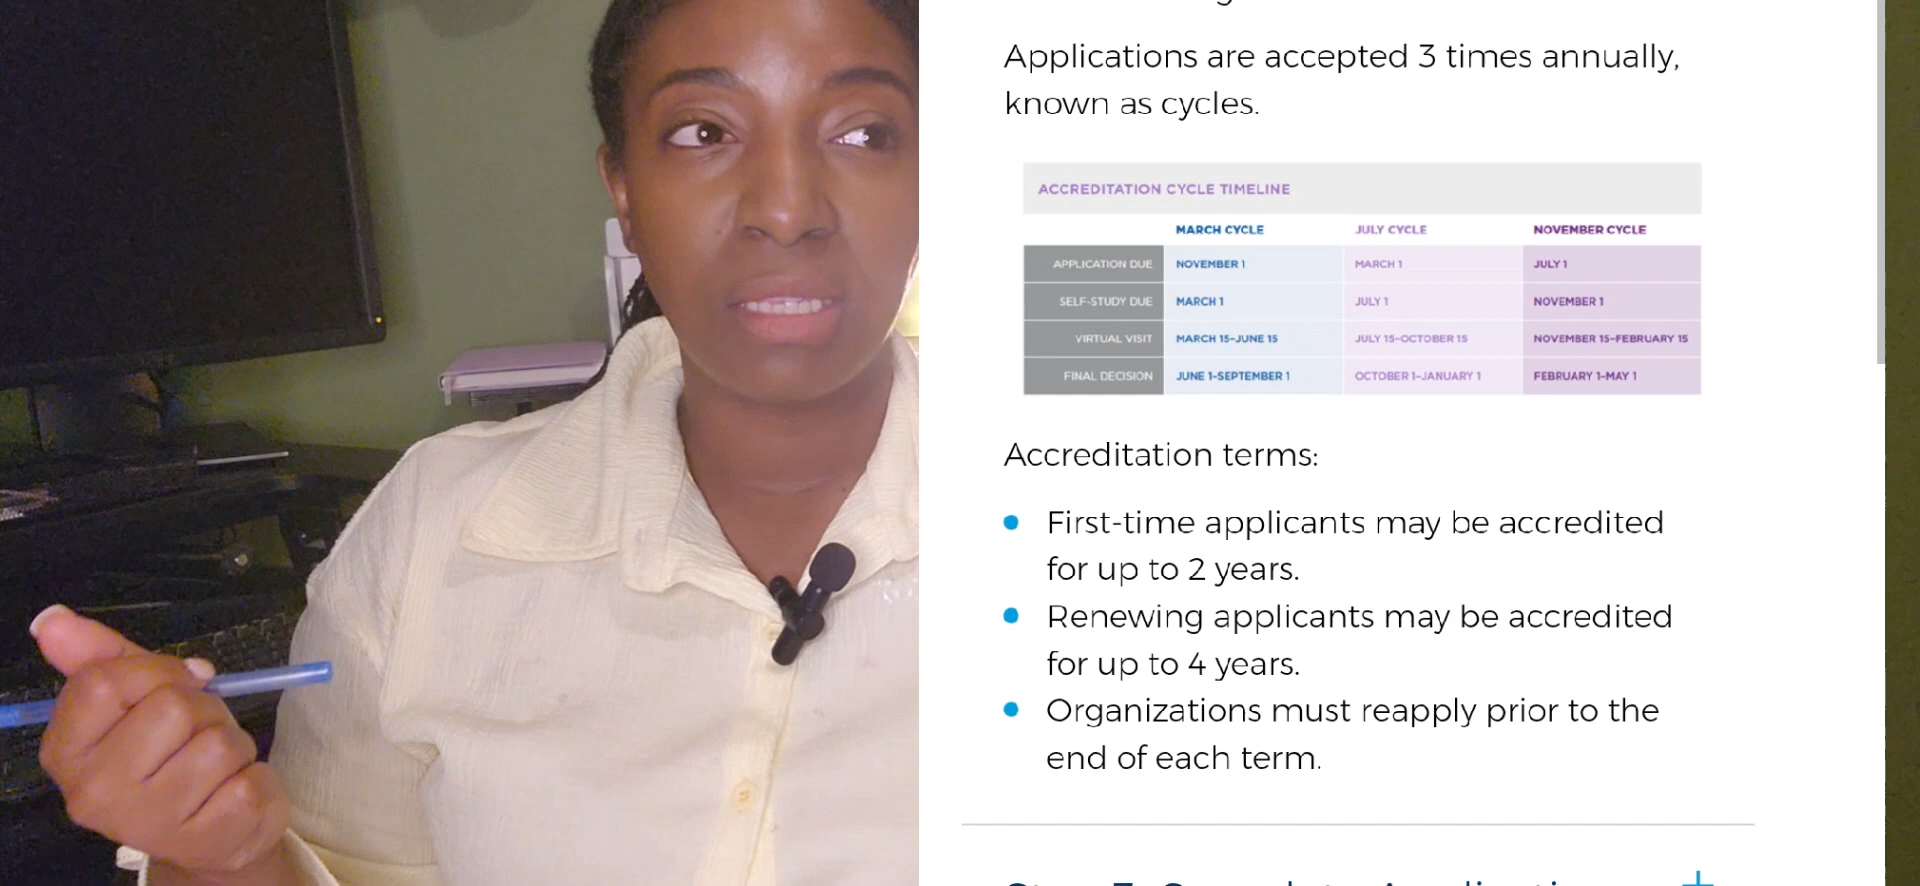 Applications are accepted 3 times annually,
known as cycles.
ACCREDITATION CYCLE TIMELINE
MARCH CYCLE JULY CYCLE NOVEMBER CYCLE
APPLICATION DUE NOVEMBER 1 MARCH 1 JULY 1
SELF-STUDY DUE MARCH 1 JULY 1 NOVEMBER 1
VIRTUAL VISIT MARCH 15-JUNE 15 JULY 15-OCTOBER 15 NOVEMBER 15-FEBRUARY 15
FINAL DECISION JUNE 1-SEPTEMBER 1 OCTOBER 1-JANUARY 1 FEBRUARY 1-MAY 1
Accreditation terms:
First-time applicants may be accredited
for up to 2 years.
Renewing applicants may be accredited
for up to 4 years.
Organizations must reapply prior to the
end of each term.